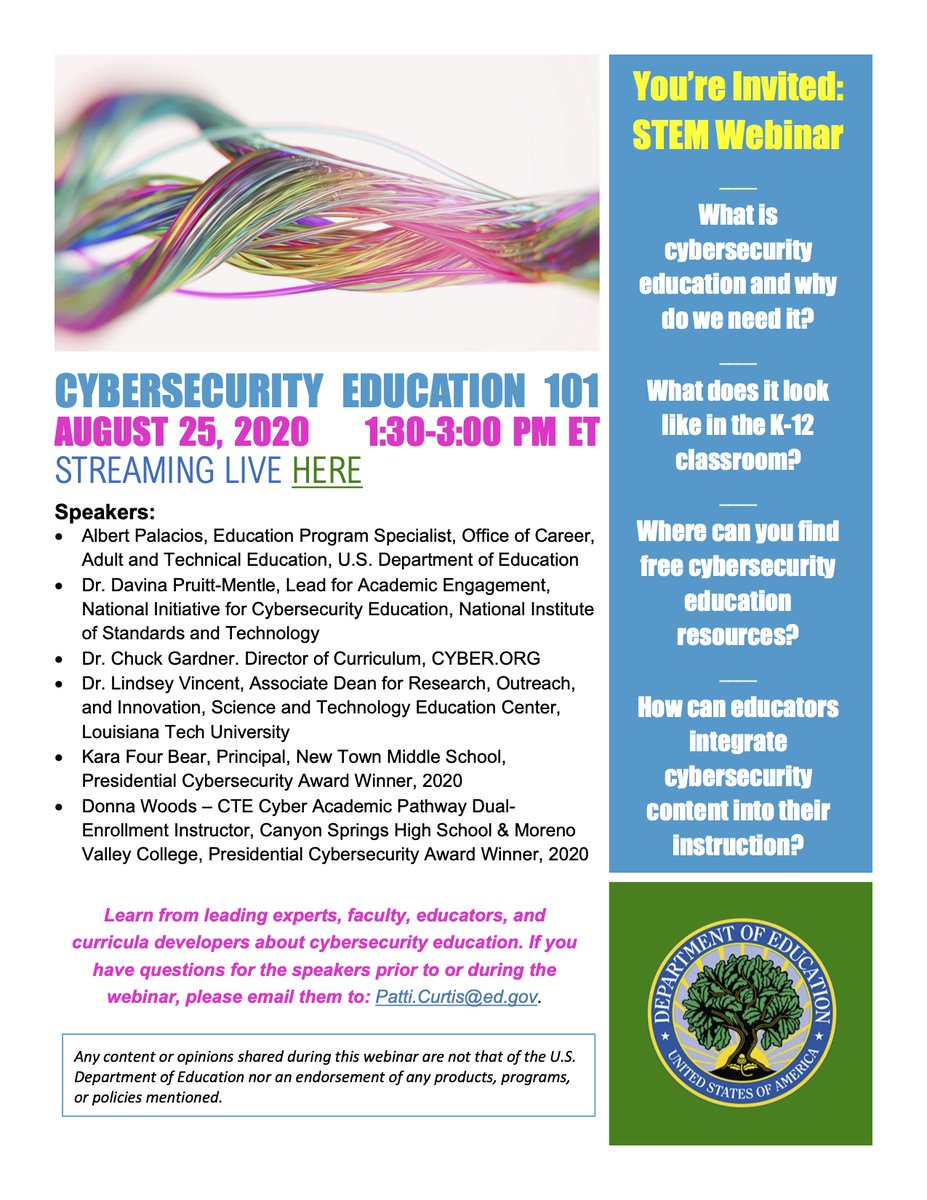 CYBERSECURITY EDUCATION 101
AUGUST 25, 2020 1:30-3:00 PM ET
STREAMING LIVE HERE
Speakers:
• Albert Palacios, Education Program Specialist, Office of Career,
Adult and Technical Education, U.S. Department of Education
• Dr. Davina Pruitt-Mentle, Lead for Academic Engagement,
National Initiative for Cybersecurity Education, National Institute
of Standards and Technology
• Dr. Chuck Gardner. Director of Curriculum, CYBER.ORG
• Dr. Lindsey Vincent, Associate Dean for Research, Outreach,
and Innovation, Science and Technology Education Center,
Louisiana Tech University
• Kara Four Bear, Principal, New Town Middle School,
Presidential Cybersecurity Award Winner, 2020
• Donna Woods – CTE Cyber Academic Pathway Dual-
Enrollment Instructor, Canyon Springs High School & Moreno
Valley College, Presidential Cybersecurity Award Winner, 2020
Learn from leading experts, faculty, educators, and
curricula developers about cybersecurity education. If you
have questions for the speakers prior to or during the
webinar, please email them to: Patti.Curtis@ed.gov.
Any content or opinions shared during this webinar are not that of the U.S.
Department of Education nor an endorsement of any products, programs,
or policies mentioned.
You're Invited:
STEM Webinar
What is
cybersecurity
education and why
do we need it?
What does it look
like in the K-12
classroom?
Where can you find
free cybersecurity
education
resources?
How can educators
integrate
cybersecurity
content into their
instruction?
DEPARTMENT OF EDUCATION
UNITED STATES OF AMERICA